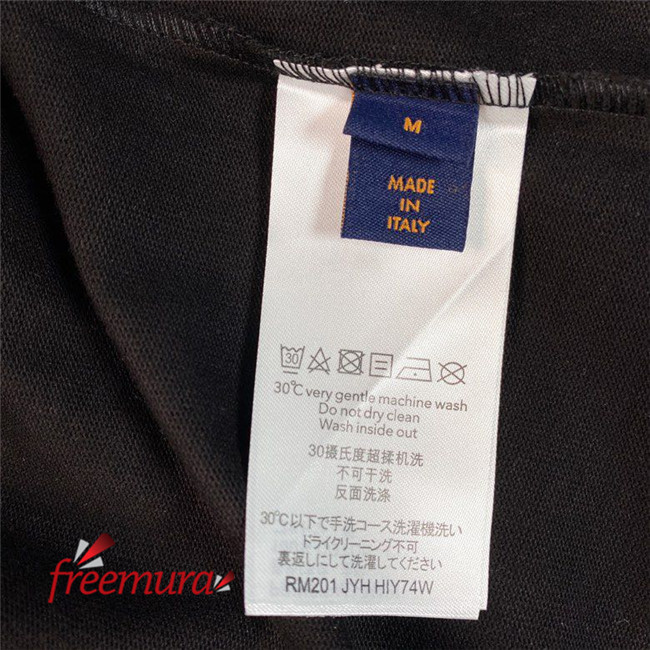 M
MADE
IN
ITALY
30
30℃ very gentle machine wash
Do not dry clean
Wash inside out
30摄氏度超揉机洗
不可干洗
反面洗涤
30℃以下で手洗コース洗濯機洗い
ドライクリーニング不可
裏返しにして洗濯してください
RM201 JYH HIY74W
freemura